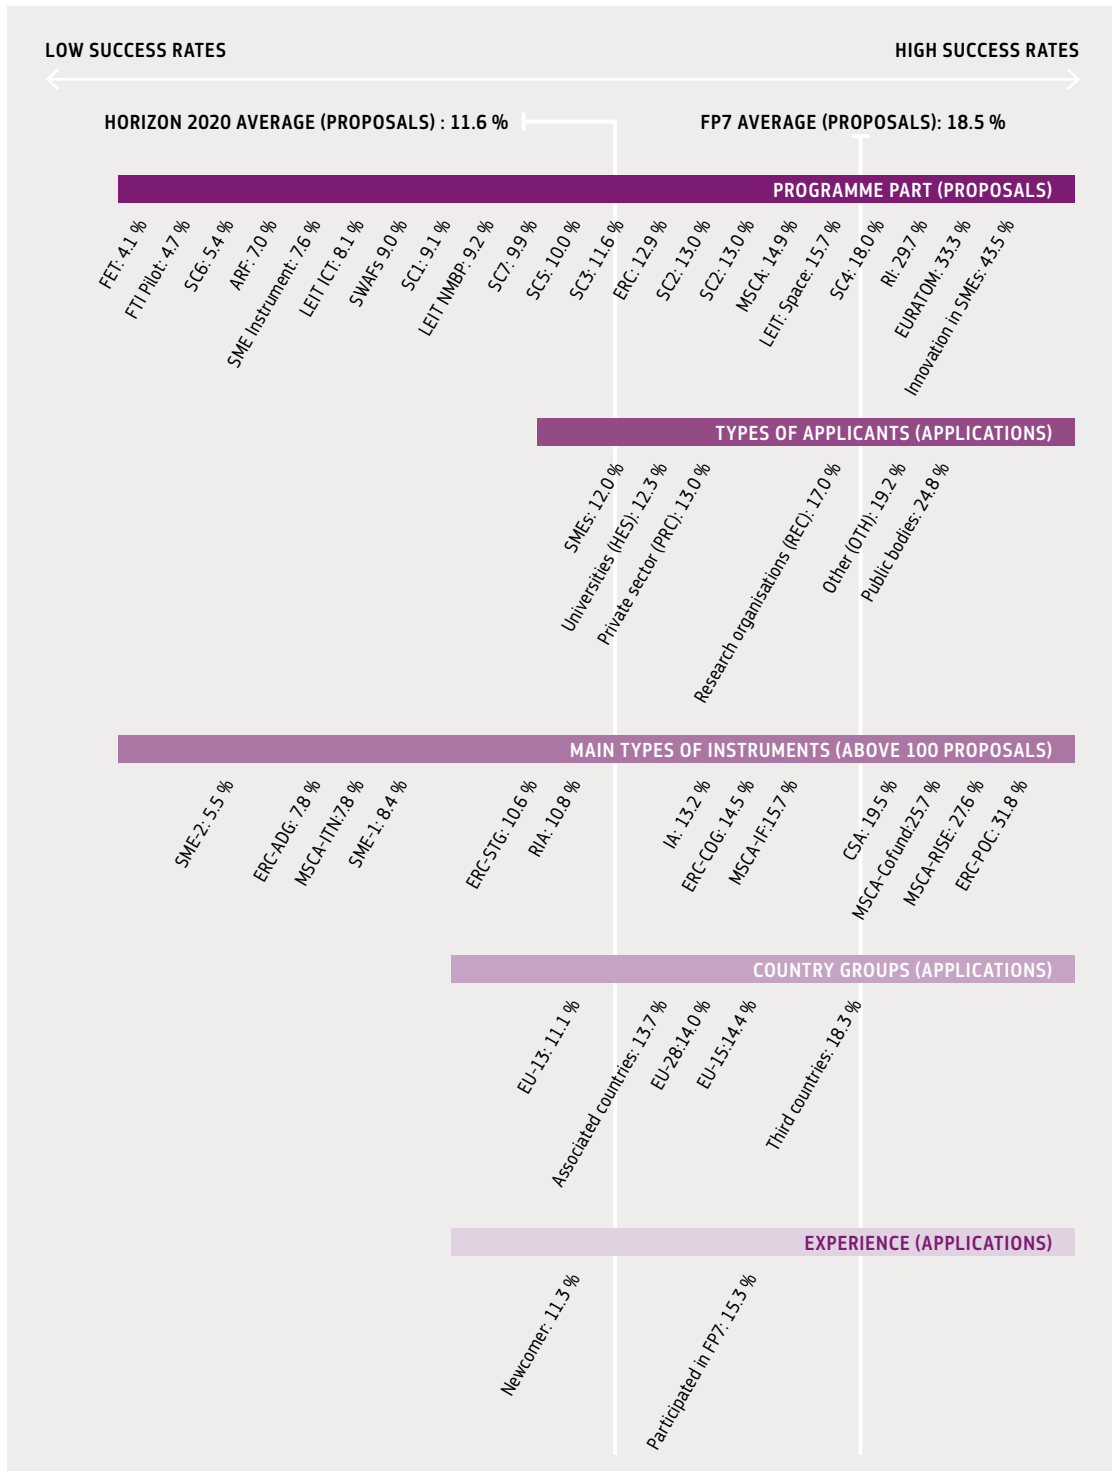 LOW SUCCESS RATES
HIGH SUCCESS RATES
HORIZON 2020 AVERAGE (PROPOSALS) : 11.6 %
FP7 AVERAGE (PROPOSALS): 18.5 %
PROGRAMME PART (PROPOSALS)
FET: 4.1 %
FTI Pilot: 4.7 %
SC6: 5.4 %
ARF: 7.0 %
SME Instrument: 7.6 %
LEIT ICT: 8.1 %
SWAFs 9.0 %
SC1: 9.1 %
LEIT NMBP: 9.2 %
SC7: 9.9 %
SC5: 10.0 %
SC3: 11.6 %
ERC: 12.9 %
SC2: 13.0 %
SC2: 13.0 %
MSCA: 14.9 %
LEIT: Space: 15.7 %
SC4: 18.0 %
RI: 29.7 %
EURATOM: 33.3 %
Innovation in SMEs: 43.5 %
TYPES OF APPLICANTS (APPLICATIONS)
SMEs: 12.0 %
Universities (HES): 12.3 %
Private sector (PRC): 13.0 %
Research organisations (REC): 17.0 %
Other (OTH): 19.2 %
Public bodies: 24.8 %
MAIN TYPES OF INSTRUMENTS (ABOVE 100 PROPOSALS)
SME-2: 5.5 %
ERC-ADG: 7.8 %
MSCA-ITN:7.8 %
SME-1: 8.4 %
ERC-STG: 10.6 %
RIA: 10.8 %
IA: 13.2 %
ERC-COG: 14.5 %
MSCA-IF:15.7 %
CSA: 19.5 %
MSCA-Cofund:25.7 %
MSCA-RISE: 27.6 %
ERC-POC: 31.8 %
COUNTRY GROUPS (APPLICATIONS)
EU-13: 11.1 %
Associated countries: 13.7 %
EU-28:14.0 %
EU-15:14.4 %
Third countries: 18.3 %
EXPERIENCE (APPLICATIONS)
Newcomer: 11.3 %
Participated in FP7: 15.3 %